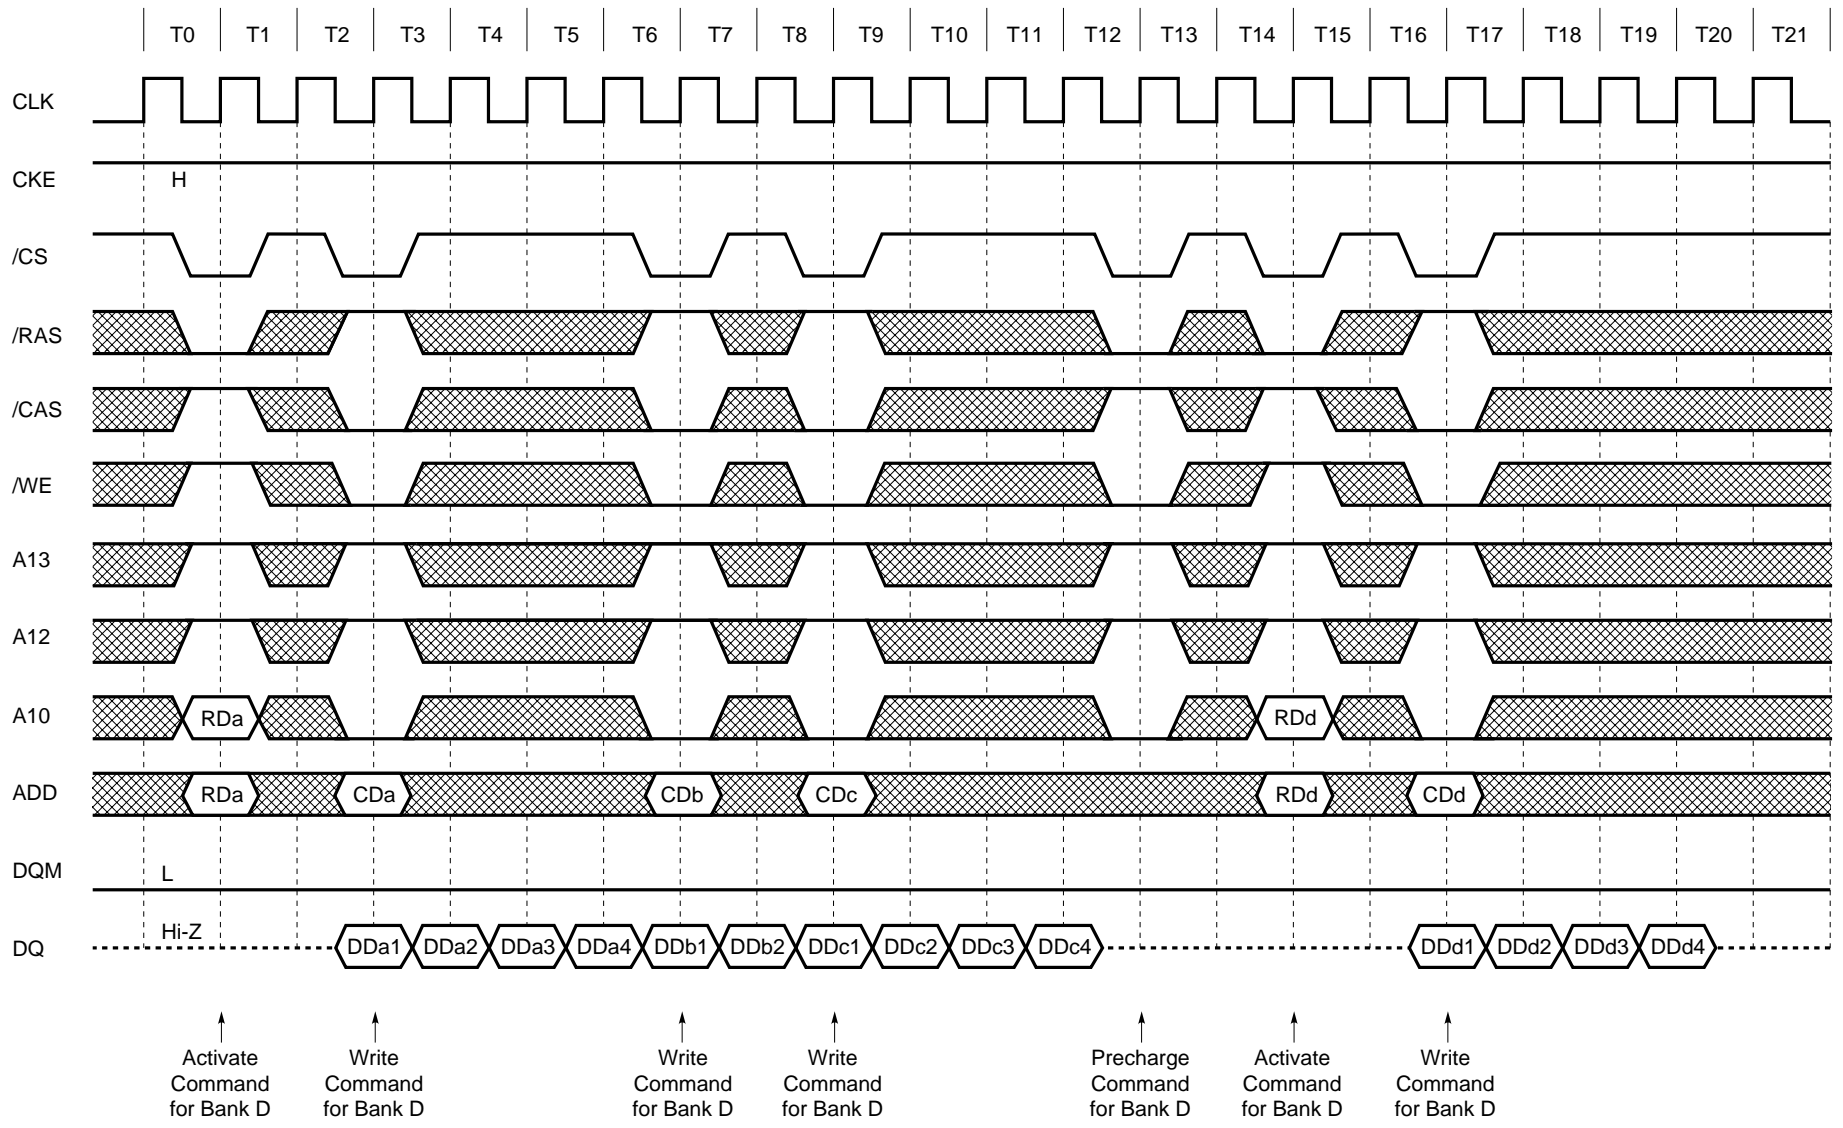 T0 T1 T2 T3 T4 T5 T6 T7 T8 T9 T10 T11 T12 T13 T14 T15 T16 T17 T18 T19 T20 T21
CLK
CKE H
/CS
/RAS
/CAS
/WE
A13
A12
A10 RDa RDd
ADD RDa CDa CDb CDc RDd CDd
DQM L
DQ Hi-Z DDa1 DDa2 DDa3 DDa4 DDb1 DDb2 DDc1 DDc2 DDc3 DDc4 DDd1 DDd2 DDd3 DDd4
Activate
Command
for Bank D
Write
Command
for Bank D
Write
Command
for Bank D
Write
Command
for Bank D
Precharge
Command
for Bank D
Activate
Command
for Bank D
Write
Command
for Bank D